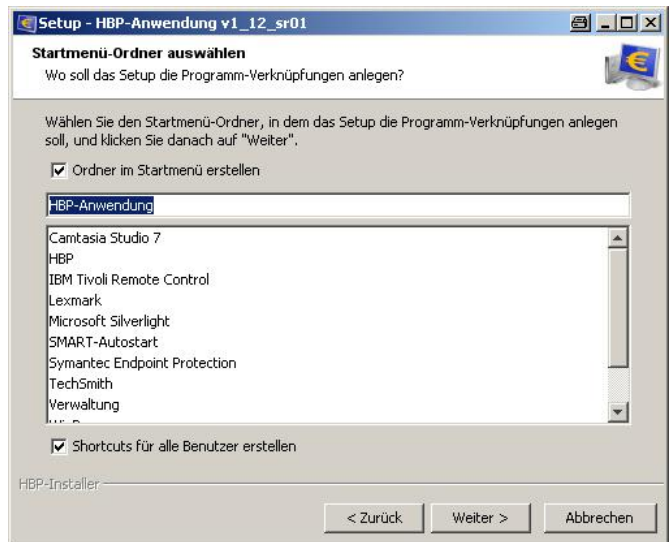 Setup - HBP-Anwendung v1_12_sr01
Startmenü-Ordner auswählen
Wo soll das Setup die Programm-Verknüpfungen anlegen?
Wählen Sie den Startmenü-Ordner, in dem das Setup die Programm-Verknüpfungen anlegen
soll, und klicken Sie danach auf "Weiter".
Ordner im Startmenü erstellen
HBP-Anwendung
Camtasia Studio 7
HBP
IBM Tivoli Remote Control
Lexmark
Microsoft Silverlight
SMART-Autostart
Symantec Endpoint Protection
TechSmith
Verwaltung
Shortcuts für alle Benutzer erstellen
HBP-Installer
< Zurück
Weiter >
Abbrechen